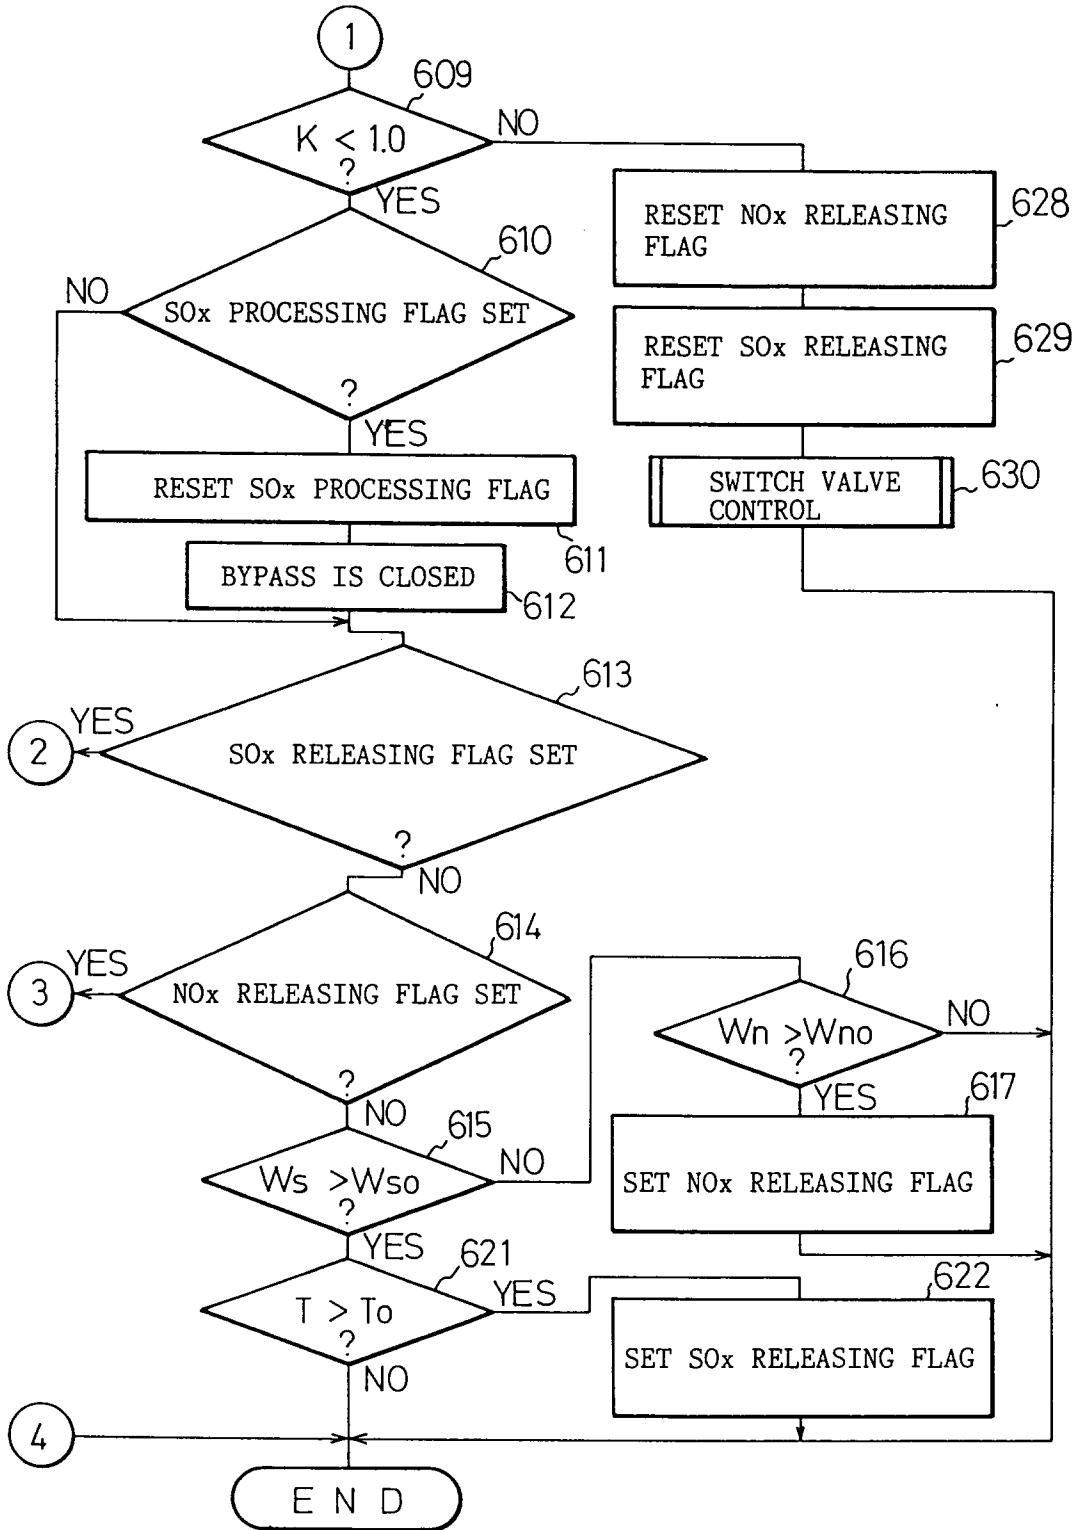 1
609
K < 1.0
?
NO
YES
628
RESET NOx RELEASING
FLAG
610
NO
SOx PROCESSING FLAG SET
?
YES
629
RESET SOx RELEASING
FLAG
RESET SOx PROCESSING FLAG
611
SWITCH VALVE
CONTROL
630
BYPASS IS CLOSED
612
613
YES
2
SOx RELEASING FLAG SET
?
NO
614
YES
3
NOx RELEASING FLAG SET
?
NO
616
Wn >Wno
?
NO
YES
615
Ws >Wso
?
NO
YES
617
SET NOx RELEASING FLAG
621
T > To
?
YES
NO
622
SET SOx RELEASING FLAG
4
END